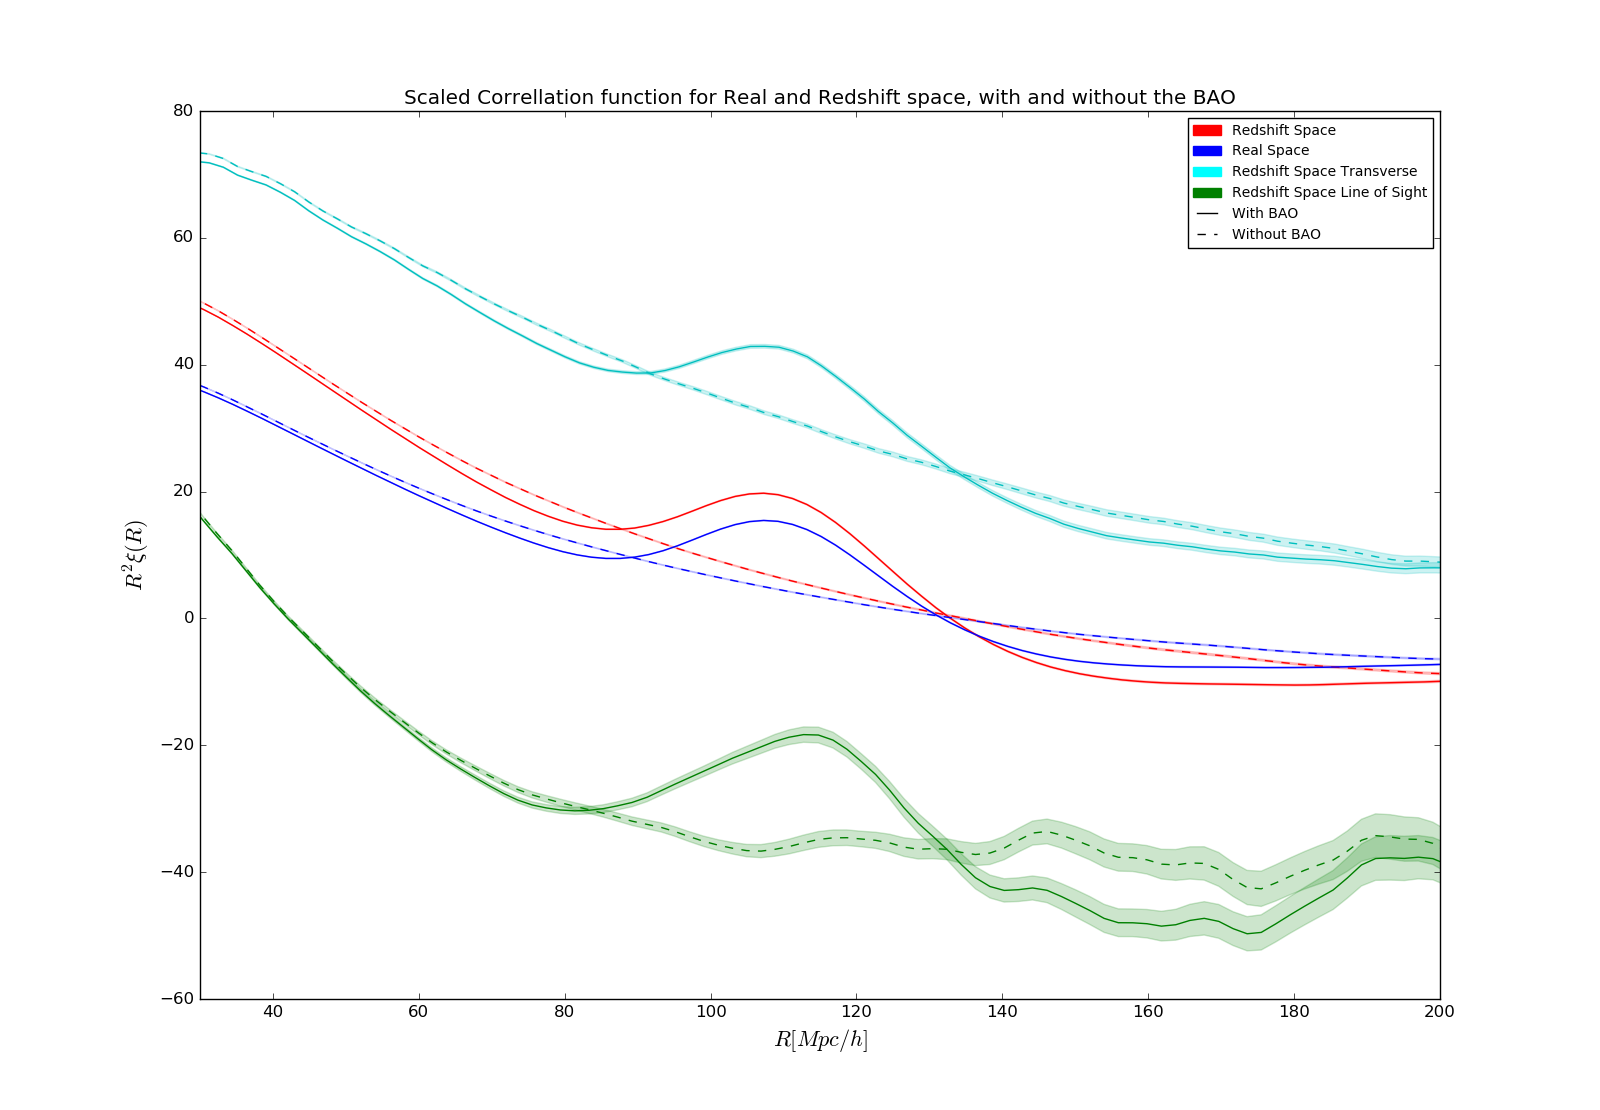 Scaled Correllation function for Real and Redshift space, with and without the BAO
80
60
40
20
0
−20
−40
−60
R²ξ(R)
Redshift Space
Real Space
Redshift Space Transverse
Redshift Space Line of Sight
With BAO
Without BAO
40 60 80 100 120 140 160 180 200
R[Mpc/h]